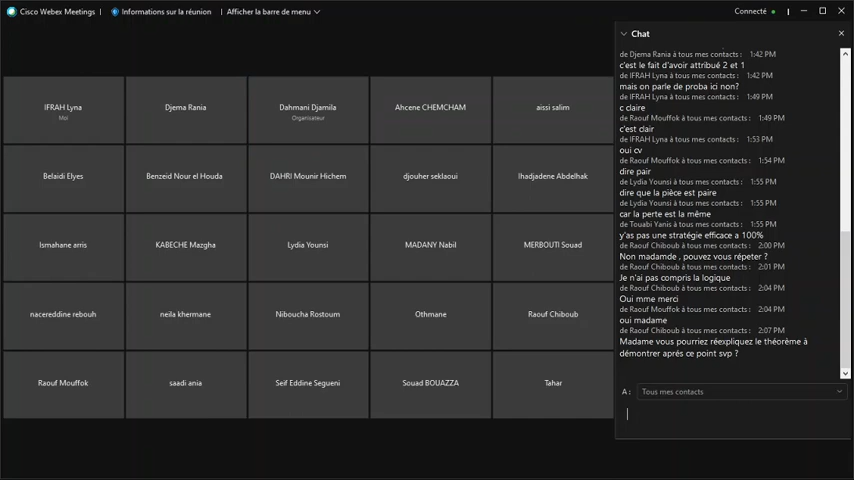 Cisco Webex Meetings | Informations sur la réunion | Afficher la barre de menu
Connecté
Chat
de Djema Rania à tous mes contacts : 1:42 PM
c'est le fait d'avoir attribué 2 et 1
de IFRAH Lyna à tous mes contacts : 1:42 PM
mais on parle de proba ici non?
de IFRAH Lyna à tous mes contacts : 1:49 PM
c claire
de Raouf Mouffok à tous mes contacts : 1:49 PM
c'est clair
de IFRAH Lyna à tous mes contacts : 1:53 PM
oui cv
de Raouf Mouffok à tous mes contacts : 1:54 PM
dire pair
de Lydia Younsi à tous mes contacts : 1:55 PM
dire que la pièce est paire
de Lydia Younsi à tous mes contacts : 1:55 PM
car la perte est la même
de Touabi Yanis à tous mes contacts : 1:55 PM
y'as pas une stratégie efficace a 100%
de Raouf Chiboub à tous mes contacts : 2:00 PM
Non madamde , pouvez vous répeter ?
de Raouf Chiboub à tous mes contacts : 2:01 PM
Je n'ai pas compris la logique
de Raouf Chiboub à tous mes contacts : 2:04 PM
Oui mme merci
de Raouf Mouffok à tous mes contacts : 2:04 PM
oui madame
de Raouf Chiboub à tous mes contacts : 2:07 PM
Madame vous pourriez réexpliquez le théorème à
démontrer aprés ce point svp ?
A : Tous mes contacts
IFRAH Lyna
Moi
Djema Rania
Dahmani Djamila
Organisateur
Ahcene CHEMCHAM
aissi salim
Belaidi Elyes
Benzeid Nour el Houda
DAHRI Mounir Hichem
djouher seklaoui
Ihadjadene Abdelhak
Ismahane arris
KABECHE Mazgha
Lydia Younsi
MADANY Nabil
MERBOUTI Souad
nacereddine rebouh
neila khermane
Niboucha Rostoum
Othmane
Raouf Chiboub
Raouf Mouffok
saadi ania
Seif Eddine Segueni
Souad BOUAZZA
Tahar